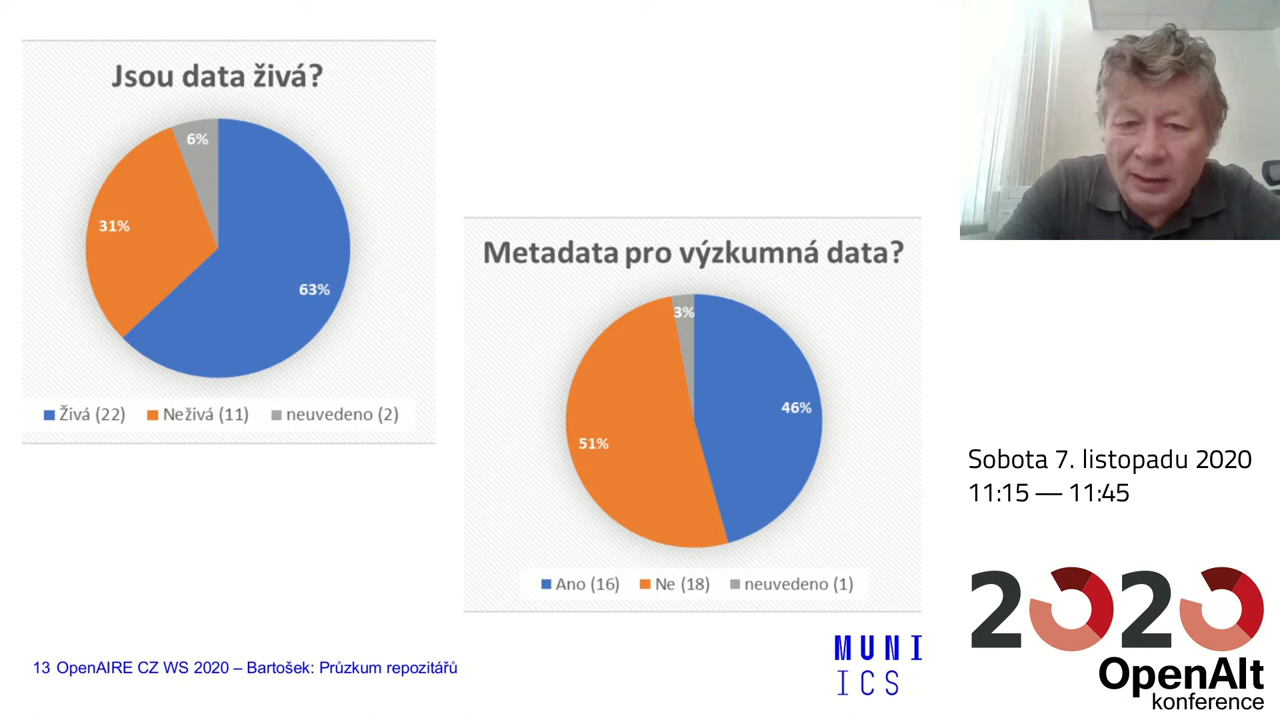 Jsou data živá?
6%
31%
63%
Živá (22) Neživá (11) neuvedeno (2)
Metadata pro výzkumná data?
3%
46%
51%
Ano (16) Ne (18) neuvedeno (1)
13 OpenAIRE CZ WS 2020 – Bartošek: Průzkum repozitářů
MUNI
ICS
Sobota 7. listopadu 2020
11:15 — 11:45
2020
OpenAlt
konference